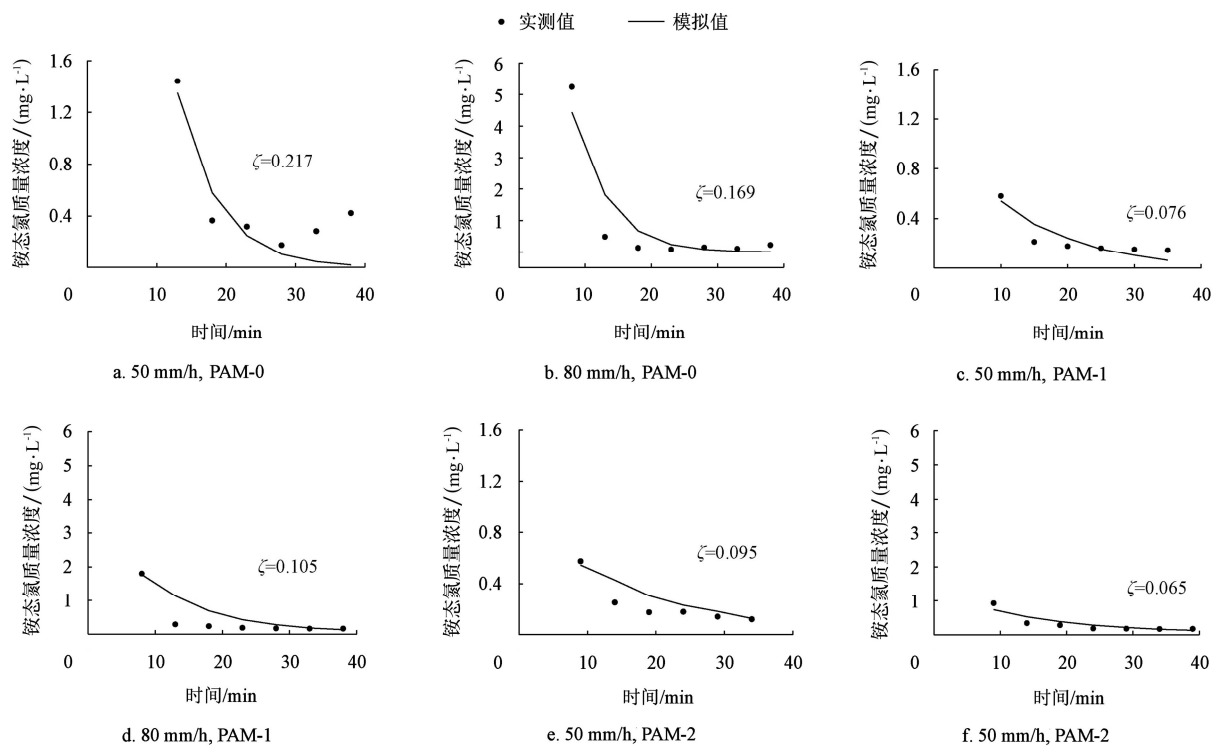 实测值 模拟值
铵态氮质量浓度/(mg·L⁻¹)
1.6
1.2
0.8
0.4
0
ζ=0.217
10 20 30 40
时间/min
a. 50 mm/h, PAM-0
铵态氮质量浓度/(mg·L⁻¹)
6
5
4
3
2
1
0
ζ=0.169
10 20 30 40
时间/min
b. 80 mm/h, PAM-0
铵态氮质量浓度/(mg·L⁻¹)
1.6
1.2
0.8
0.4
0
ζ=0.076
10 20 30 40
时间/min
c. 50 mm/h, PAM-1
铵态氮质量浓度/(mg·L⁻¹)
6
5
4
3
2
1
0
ζ=0.105
10 20 30 40
时间/min
d. 80 mm/h, PAM-1
铵态氮质量浓度/(mg·L⁻¹)
1.6
1.2
0.8
0.4
0
ζ=0.095
10 20 30 40
时间/min
e. 50 mm/h, PAM-2
铵态氮质量浓度/(mg·L⁻¹)
6
5
4
3
2
1
0
ζ=0.065
10 20 30 40
时间/min
f. 50 mm/h, PAM-2